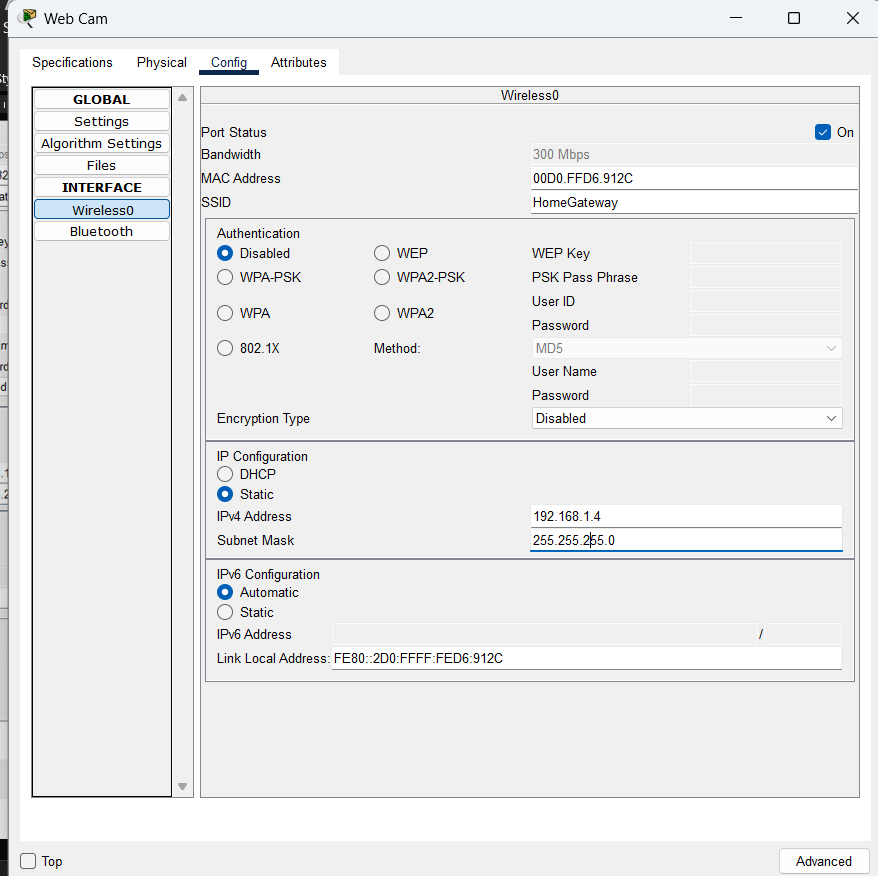 Web Cam
Specifications Physical Config Attributes
GLOBAL
Settings
Algorithm Settings
Files
INTERFACE
Wireless0
Bluetooth
Wireless0
Port Status On
Bandwidth 300 Mbps
MAC Address 00D0.FFD6.912C
SSID HomeGateway
Authentication
Disabled WEP WEP Key
WPA-PSK WPA2-PSK PSK Pass Phrase
User ID
WPA WPA2
Password
802.1X Method: MD5
User Name
Password
Encryption Type Disabled
IP Configuration
DHCP
Static
IPv4 Address 192.168.1.4
Subnet Mask 255.255.255.0
IPv6 Configuration
Automatic
Static
IPv6 Address /
Link Local Address: FE80::2D0:FFFF:FED6:912C
Top Advanced